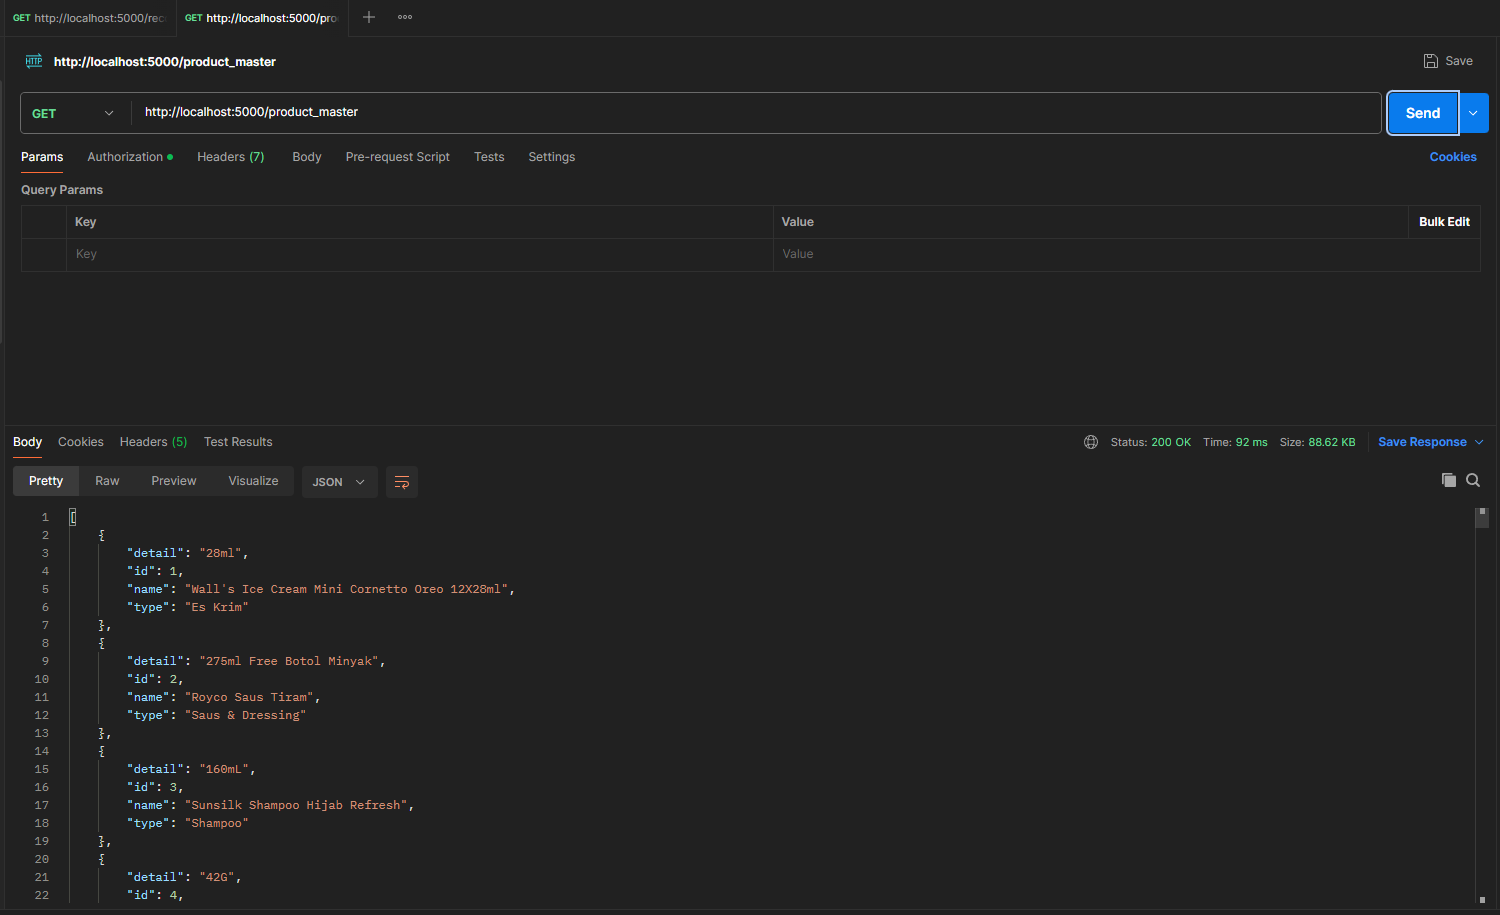 GET http://localhost:5000/rec GET http://localhost:5000/pro
HTTP http://localhost:5000/product_master Save
GET http://localhost:5000/product_master Send
Params Authorization Headers (7) Body Pre-request Script Tests Settings Cookies
Query Params
Key Value Bulk Edit
Key Value
Body Cookies Headers (5) Test Results Status: 200 OK Time: 92 ms Size: 88.62 KB Save Response
Pretty Raw Preview Visualize JSON
1 [
2 {
3 "detail": "28ml",
4 "id": 1,
5 "name": "Wall's Ice Cream Mini Cornetto Oreo 12X28ml",
6 "type": "Es Krim"
7 },
8 {
9 "detail": "275ml Free Botol Minyak",
10 "id": 2,
11 "name": "Royco Saus Tiram",
12 "type": "Saus & Dressing"
13 },
14 {
15 "detail": "160mL",
16 "id": 3,
17 "name": "Sunsilk Shampoo Hijab Refresh",
18 "type": "Shampoo"
19 },
20 {
21 "detail": "42G",
22 "id": 4,